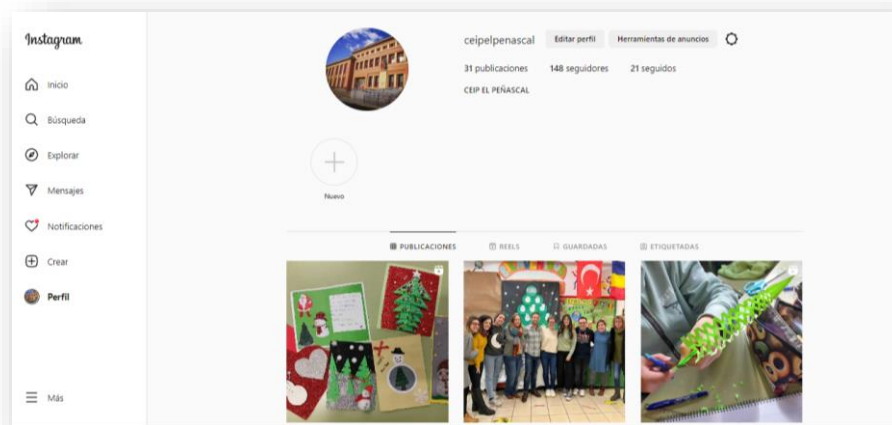 Instagram
Inicio
Búsqueda
Explorar
Mensajes
Notificaciones
Crear
Perfil
Más
ceipelpenascal Editar perfil Herramientas de anuncios
31 publicaciones 148 seguidores 21 seguidos
CEIP EL PEÑASCAL
Nuevo
PUBLICACIONES REELS GUARDADAS ETIQUETADAS